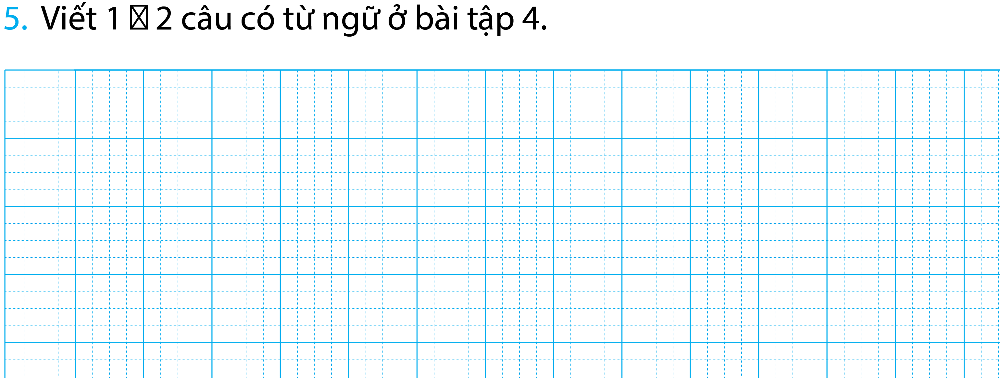 5. Viết 1 � 2 câu có từ ngữ ở bài tập 4.